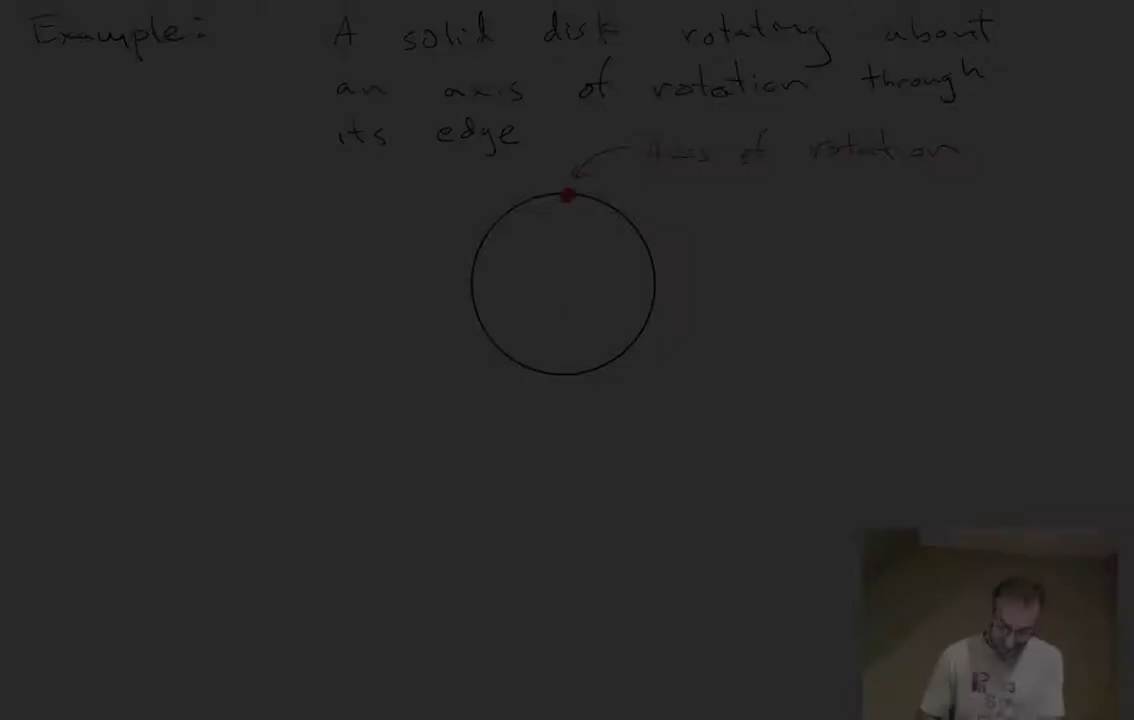 Example: A solid disk rotating about
an axis of rotation through
its edge
Axis of rotation